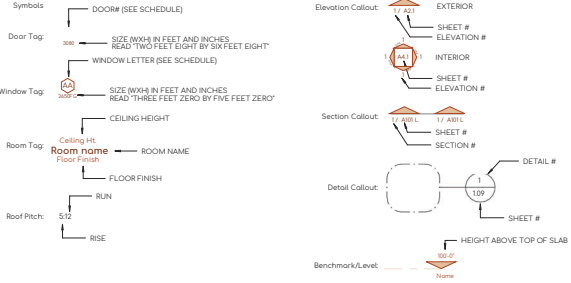 Symbols
DOOR# (SEE SCHEDULE)
Door Tag:
3080
SIZE (WXH) IN FEET AND INCHES
READ "TWO FEET EIGHT BY SIX FEET EIGHT"
WINDOW LETTER (SEE SCHEDULE)
AA
Window Tag:
SIZE (WXH) IN FEET AND INCHES
READ "THREE FEET ZERO BY FIVE FEET ZERO"
CEILING HEIGHT
Ceiling Ht.
Room Tag:
Room name
ROOM NAME
Floor Finish
FLOOR FINISH
RUN
Roof Pitch:
5:12
RISE
Elevation Callout:
1 / A2.1
EXTERIOR
SHEET #
ELEVATION #
1
1
A4.1
1
INTERIOR
1
SHEET #
ELEVATION #
Section Callout:
1 / A101 L
1 / A101 L
SHEET #
SECTION #
DETAIL #
Detail Callout:
1
1.09
SHEET #
HEIGHT ABOVE TOP OF SLAB
100'-0"
Benchmark/Level:
Name